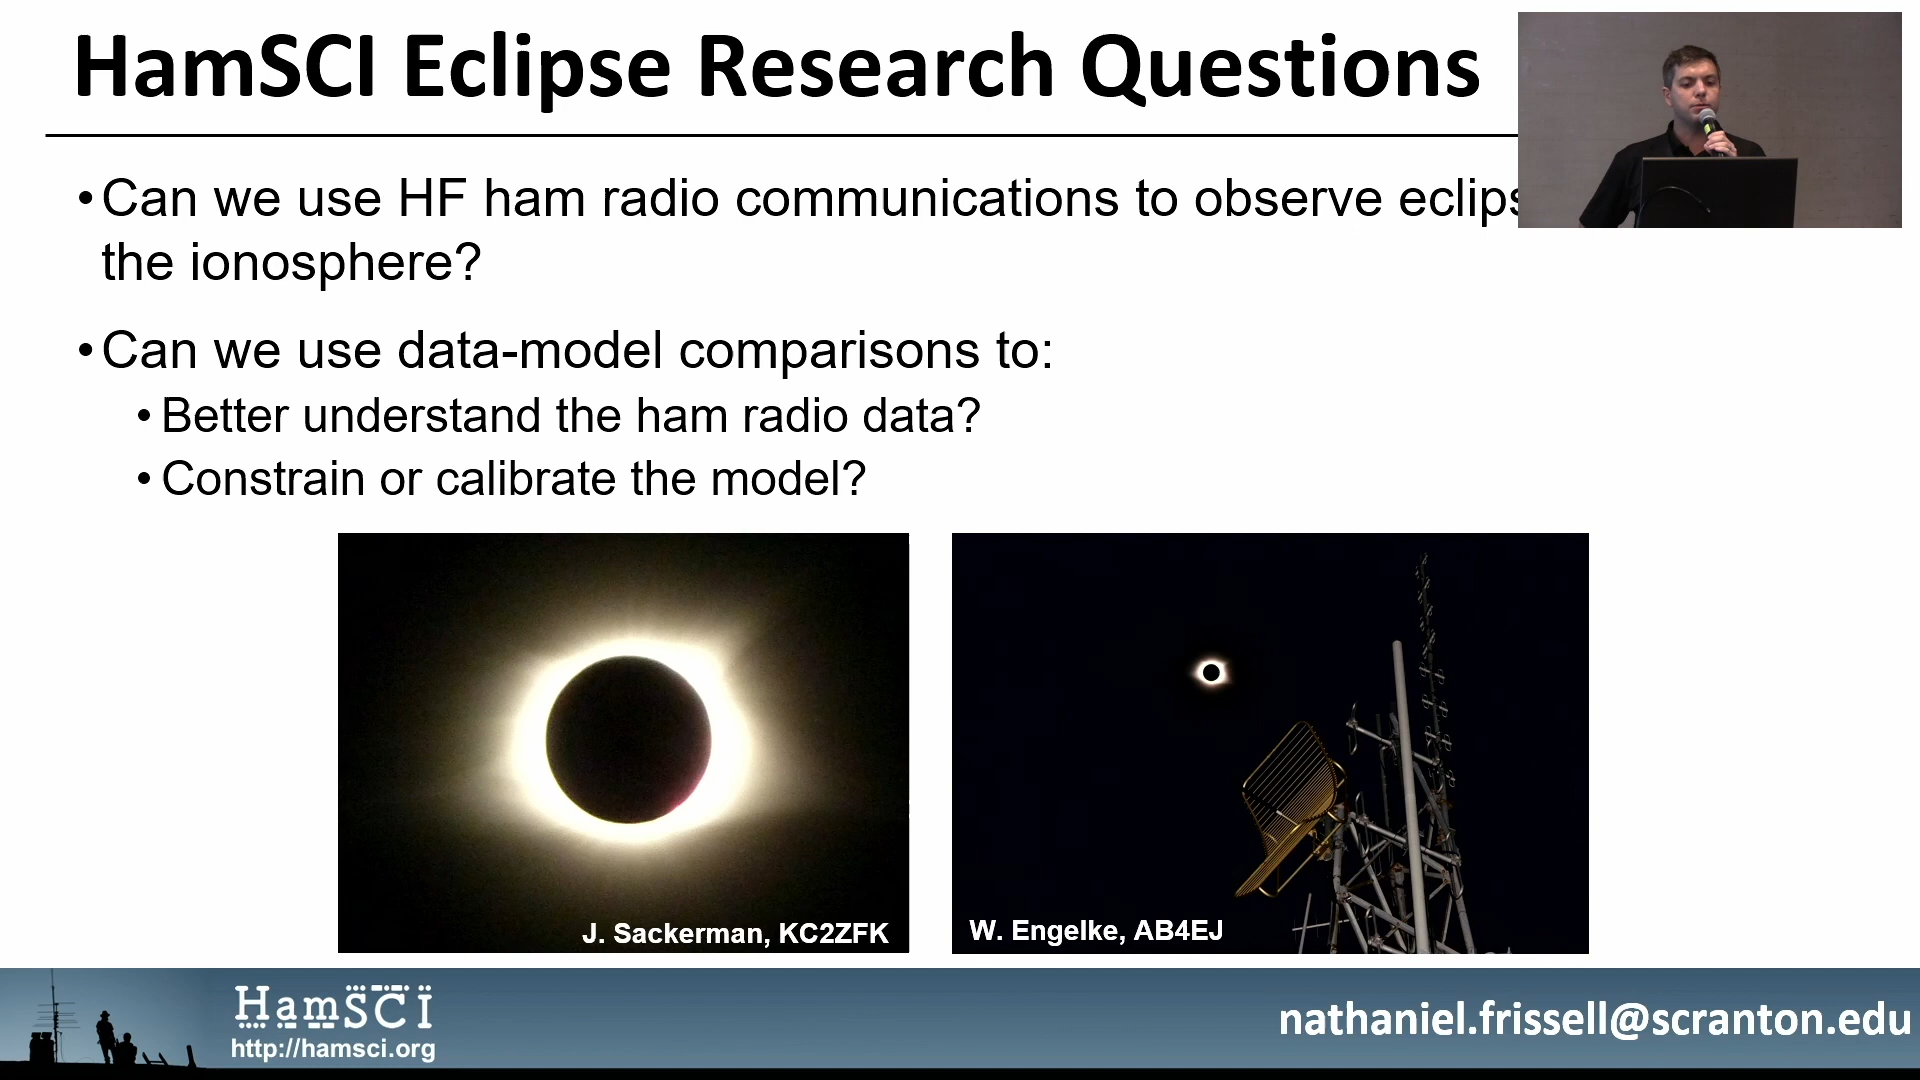 HamSCI Eclipse Research Questions
• Can we use HF ham radio communications to observe
the ionosphere?
• Can we use data-model comparisons to:
• Better understand the ham radio data?
• Constrain or calibrate the model?
J. Sackerman, KC2ZFK
W. Engelke, AB4EJ
HamSCI
http://hamsci.org
nathaniel.frissell@scranton.edu